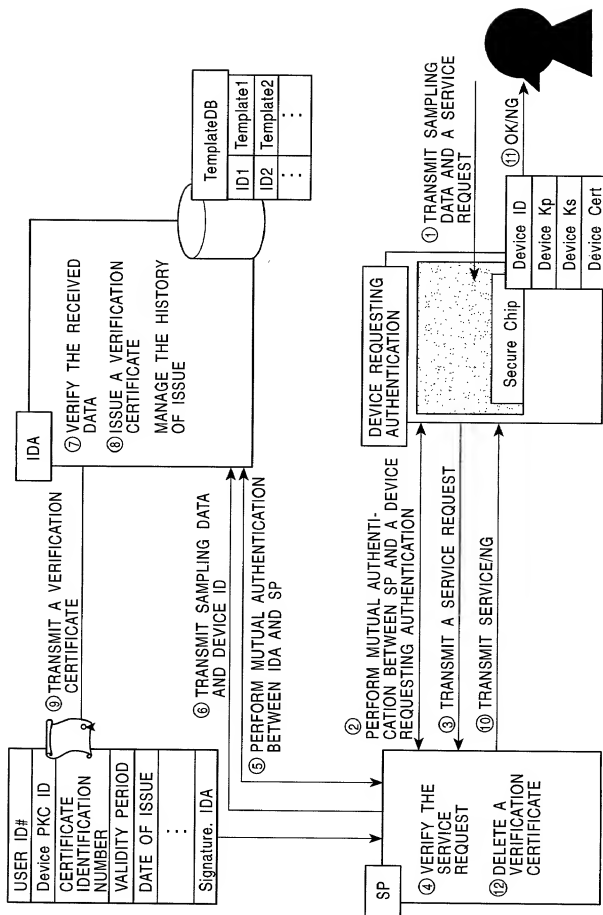 USER ID#
Device PKC ID
CERTIFICATE
IDENTIFICATION
NUMBER
VALIDITY PERIOD
DATE OF ISSUE
:
Signature. IDA
⑨ TRANSMIT A VERIFICATION
CERTIFICATE
IDA
⑦ VERIFY THE RECEIVED
DATA
⑧ ISSUE A VERIFICATION
CERTIFICATE
MANAGE THE HISTORY
OF ISSUE
TemplateDB
ID1 Template1
ID2 Template2
: :
⑥ TRANSMIT SAMPLING DATA
AND DEVICE ID
⑤ PERFORM MUTUAL AUTHENTICATION
BETWEEN IDA AND SP
SP
④ VERIFY THE
SERVICE
REQUEST
⑫ DELETE A
VERIFICATION
CERTIFICATE
② PERFORM MUTUAL AUTHENTI-
CATION BETWEEN SP AND A DEVICE
REQUESTING AUTHENTICATION
③ TRANSMIT A SERVICE REQUEST
⑩ TRANSMIT SERVICE/NG
DEVICE REQUESTING
AUTHENTICATION
Secure Chip
Device ID
Device Kp
Device Ks
Device Cert
① TRANSMIT SAMPLING
DATA AND A SERVICE
REQUEST
⑪ OK/NG